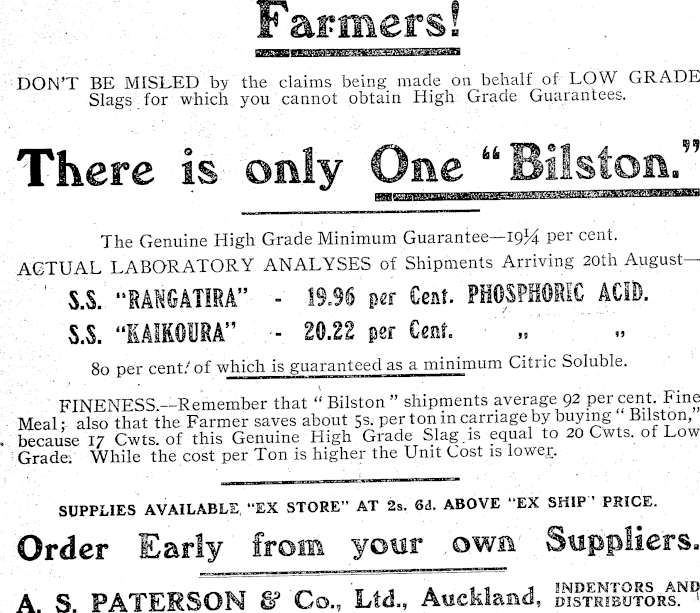 Farmers!
DON'T BE MISLED by the claims being made on behalf of LOW GRADE
Slags for which you cannot obtain High Grade Guarantees.
There is only One "Bilston."
The Genuine High Grade Minimum Guarantee—19¼ per cent.
ACTUAL LABORATORY ANALYSES of Shipments Arriving 20th August—
S.S. "RANGATIRA" - 19.96 per Cent. PHOSPHORIC ACID.
S.S. "KAIKOURA" - 20.22 per Cent. „ „
80 per cent. of which is guaranteed as a minimum Citric Soluble.
FINENESS.—Remember that "Bilston" shipments average 92 per cent. Fine
Meal; also that the Farmer saves about 5s. per ton in carriage by buying "Bilston,"
because 17 Cwts. of this Genuine High Grade Slag is equal to 20 Cwts. of Low
Grade. While the cost per Ton is higher the Unit Cost is lower.
SUPPLIES AVAILABLE "EX STORE" AT 2s. 6d. ABOVE "EX SHIP" PRICE.
Order Early from your own Suppliers.
A. S. PATERSON & Co., Ltd., Auckland, INDENTORS AND
DISTRIBUTORS.